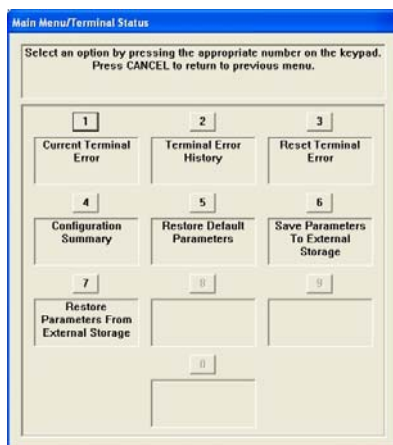 Main Menu/Terminal Status
Select an option by pressing the appropriate number on the keypad.
Press CANCEL to return to previous menu.
1 2 3
Current Terminal Error
Terminal Error History
Reset Terminal Error
4 5 6
Configuration Summary
Restore Default Parameters
Save Parameters To External Storage
7 8 9
Restore Parameters From External Storage
0